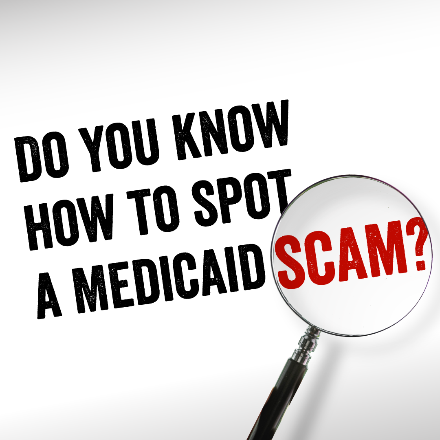 DO YOU KNOW
HOW TO SPOT
A MEDICAID SCAM?